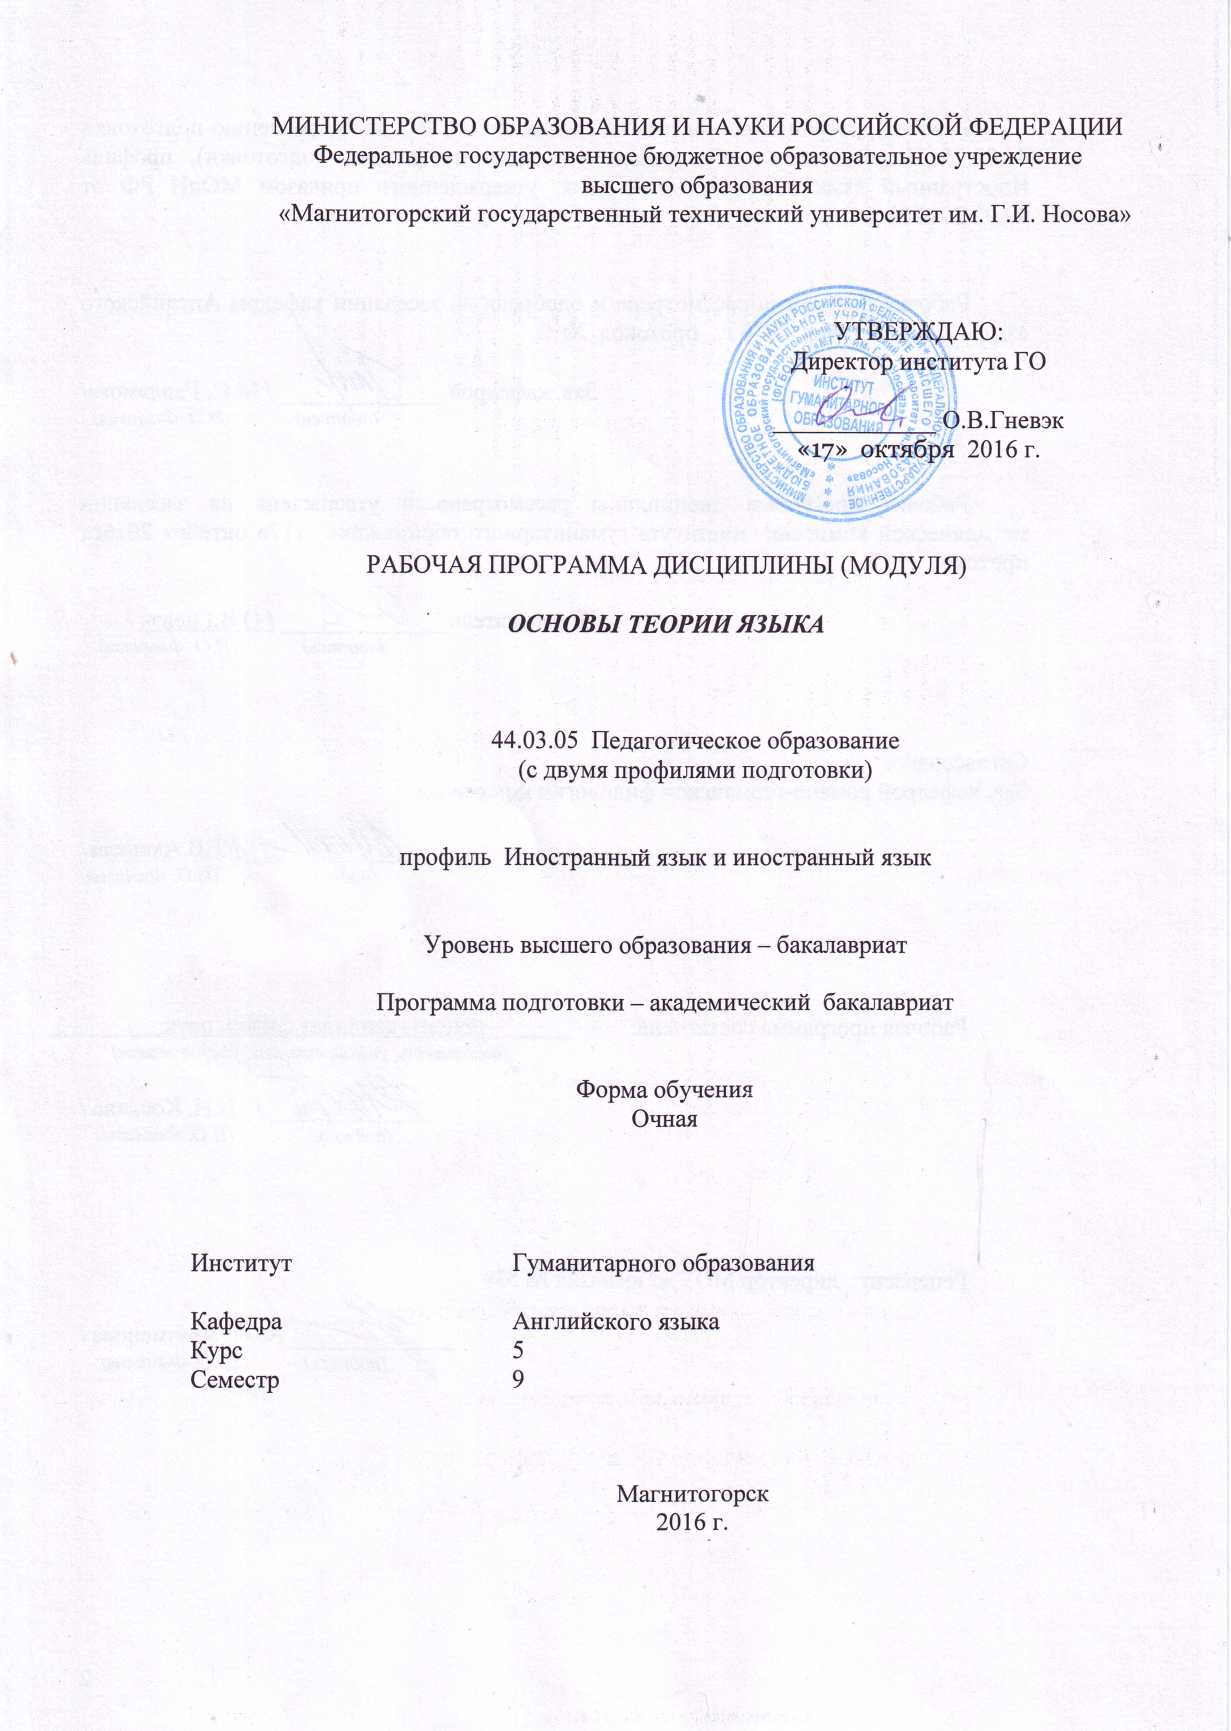 МИНИСТЕРСТВО ОБРАЗОВАНИЯ И НАУКИ РОССИЙСКОЙ ФЕДЕРАЦИИ
Федеральное государственное бюджетное образовательное учреждение
высшего образования
«Магнитогорский государственный технический университет им. Г.И. Носова»
УТВЕРЖДАЮ:
Директор института ГО
О.В.Гневэк
«17» октября 2016 г.
ИНСТИТУТ
ГУМАНИТАРНОГО
ОБРАЗОВАНИЯ
РАБОЧАЯ ПРОГРАММА ДИСЦИПЛИНЫ (МОДУЛЯ)
ОСНОВЫ ТЕОРИИ ЯЗЫКА
44.03.05 Педагогическое образование
(с двумя профилями подготовки)
профиль Иностранный язык и иностранный язык
Уровень высшего образования – бакалавриат
Программа подготовки – академический бакалавриат
Форма обучения
Очная
Институт Гуманитарного образования
Кафедра Английского языка
Курс 5
Семестр 9
Магнитогорск
2016 г.